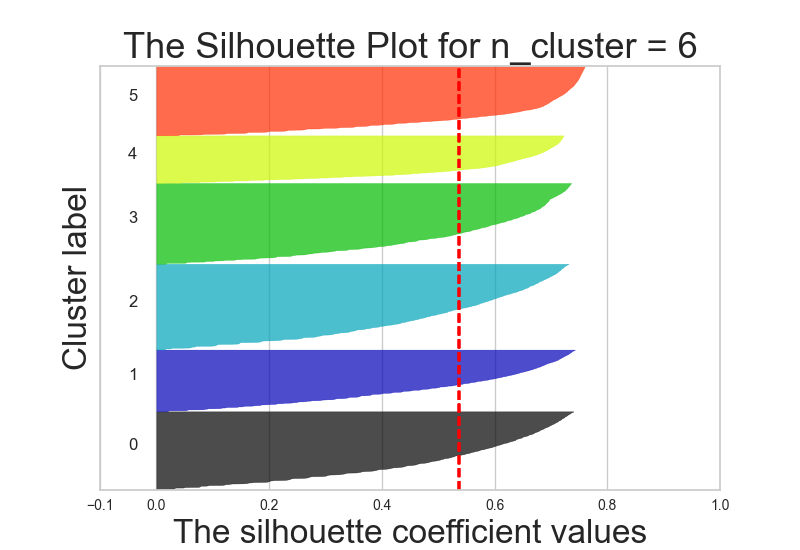 The Silhouette Plot for n_cluster = 6
5
4
3
2
1
0
Cluster label
−0.1 0.0 0.2 0.4 0.6 0.8 1.0
The silhouette coefficient values